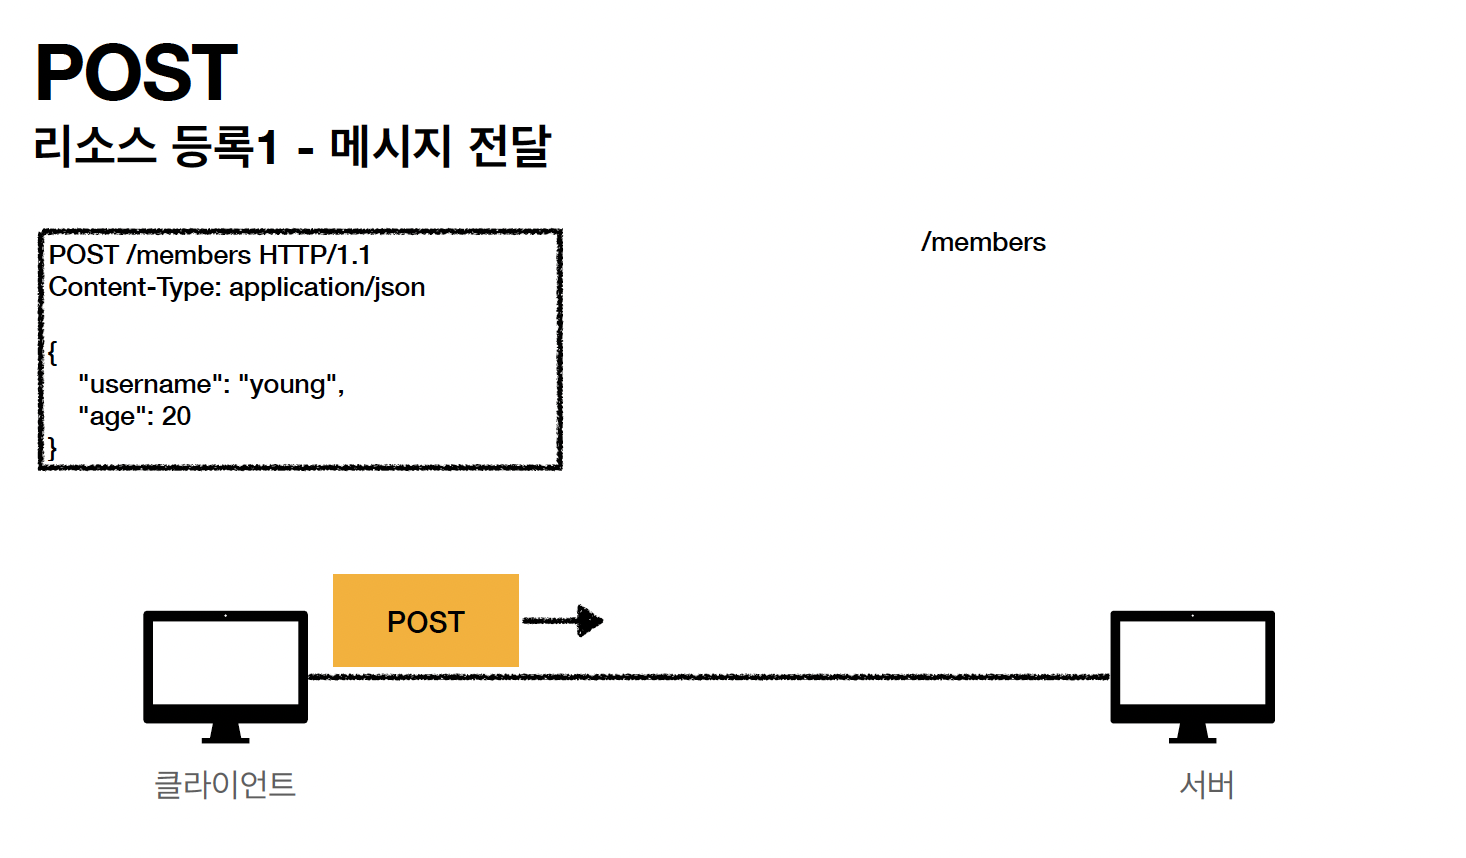 POST
리소스 등록1 - 메시지 전달
POST /members HTTP/1.1
Content-Type: application/json
{
"username": "young",
"age": 20
}
/members
POST
클라이언트
서버